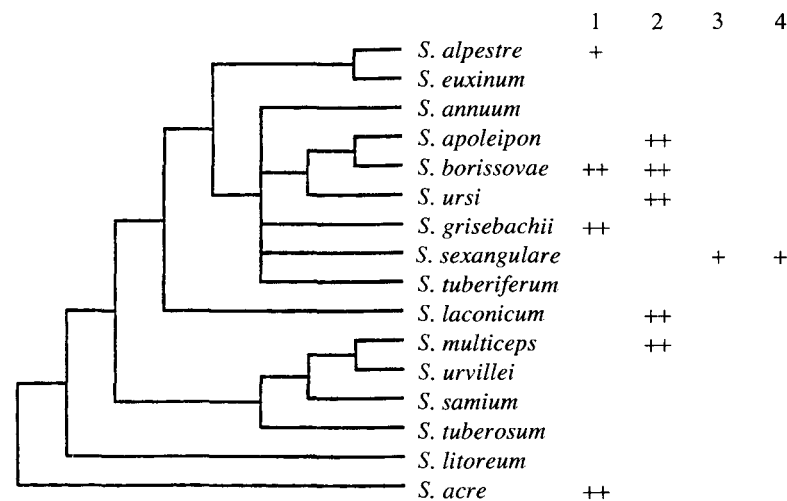 1 2 3 4
S. alpestre +
S. euxinum
S. annuum
S. apoleipon ++
S. borissovae ++ ++
S. ursi ++
S. grisebachii ++
S. sexangulare + +
S. tuberiferum
S. laconicum ++
S. multiceps ++
S. urvillei
S. samium
S. tuberosum
S. litoreum
S. acre ++